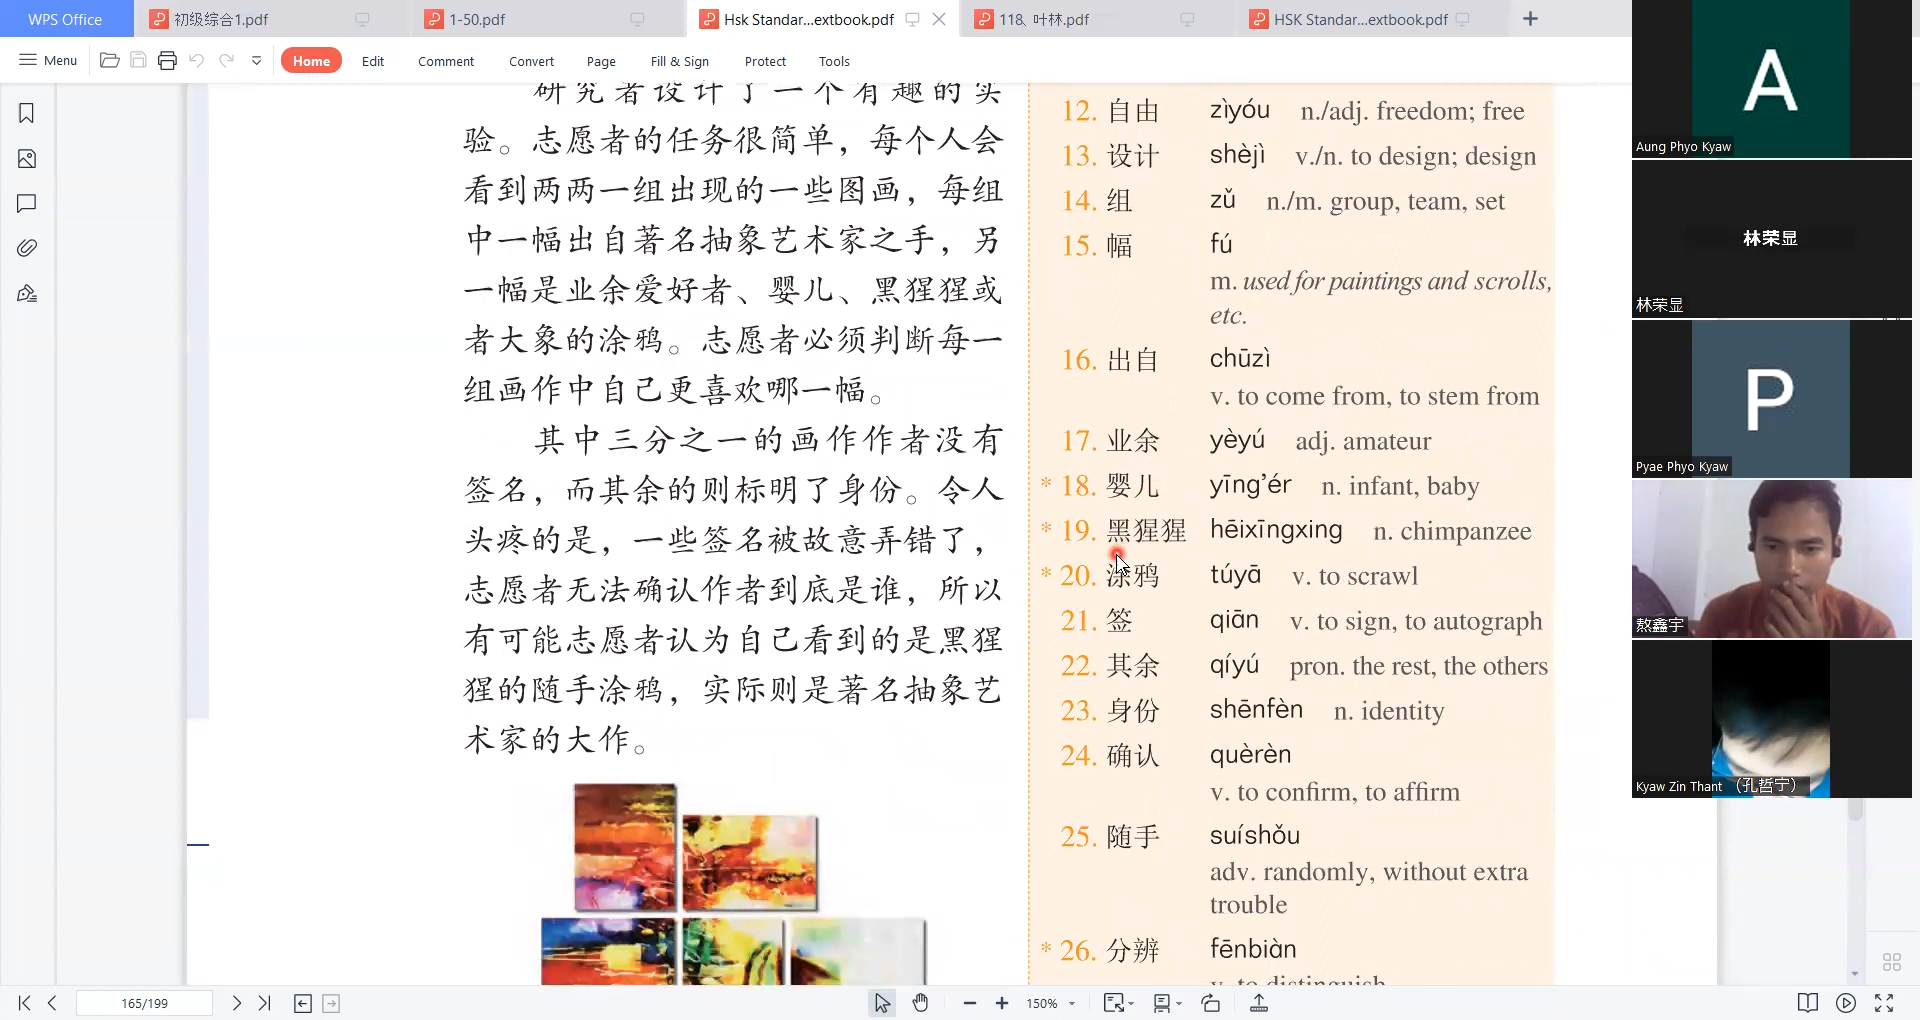 WPS Office
初级综合1.pdf
1-50.pdf
Hsk Standar...extbook.pdf
118、叶林.pdf
HSK Standar...extbook.pdf
Menu
Home
Edit
Comment
Convert
Page
Fill & Sign
Protect
Tools
研究者设计了一个有趣的实
验。志愿者的任务很简单，每个人会
看到两两一组出现的一些图画，每组
中一幅出自著名抽象艺术家之手，另
一幅是业余爱好者、婴儿、黑猩猩或
者大象的涂鸦。志愿者必须判断每一
组画作中自己更喜欢哪一幅。
其中三分之一的画作作者没有
签名，而其余的则标明了身份。令人
头疼的是，一些签名被故意弄错了，
志愿者无法确认作者到底是谁，所以
有可能志愿者认为自己看到的是黑猩
猩的随手涂鸦，实际则是著名抽象艺
术家的大作。
12. 自由 zìyóu n./adj. freedom; free
13. 设计 shèjì v./n. to design; design
14. 组 zǔ n./m. group, team, set
15. 幅 fú
m. used for paintings and scrolls,
etc.
16. 出自 chūzì
v. to come from, to stem from
17. 业余 yèyú adj. amateur
* 18. 婴儿 yīng’ér n. infant, baby
* 19. 黑猩猩 hēixīngxing n. chimpanzee
* 20. 涂鸦 túyā v. to scrawl
21. 签 qiān v. to sign, to autograph
22. 其余 qíyú pron. the rest, the others
23. 身份 shēnfèn n. identity
24. 确认 quèrèn
v. to confirm, to affirm
25. 随手 suíshǒu
adv. randomly, without extra
trouble
* 26. 分辨 fēnbiàn
v. to distinguish
A
Aung Phyo Kyaw
林荣显
林荣显
P
Pyae Phyo Kyaw
熬鑫宇
Kyaw Zin Thant （孔哲宁）
165/199
150%